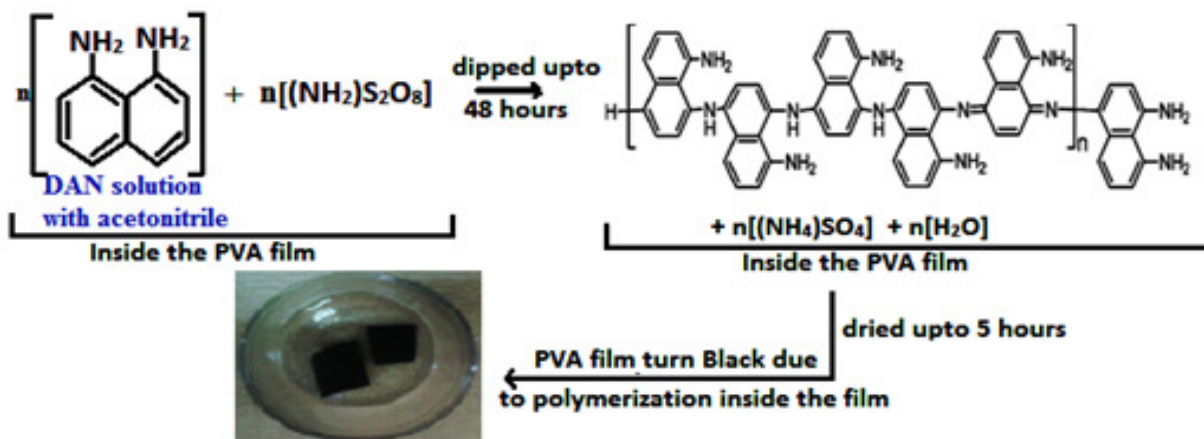 NH₂ NH₂
n
+ n[(NH₂)S₂O₈]
dipped upto
48 hours
DAN solution
with acetonitrile
Inside the PVA film
NH₂ NH₂ NH₂
H N H N H N H N N n NH₂
NH₂ NH₂ NH₂
+ n[(NH₄)SO₄] + n[H₂O]
Inside the PVA film
dried upto 5 hours
PVA film turn Black due
to polymerization inside the film